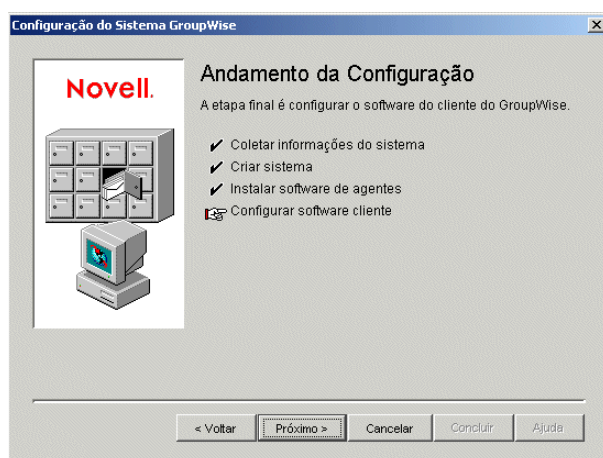 Configuração do Sistema GroupWise
Novell.
Andamento da Configuração
A etapa final é configurar o software do cliente do GroupWise.
Coletar informações do sistema
Criar sistema
Instalar software de agentes
Configurar software cliente
« Voltar
Próximo »
Cancelar
Concluir
Ajuda